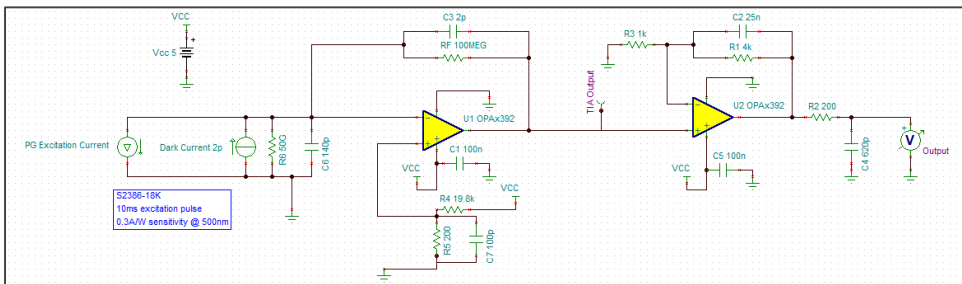 VCC
Vcc 5
C3 2p
RF 100MEG
C2 25n
R3 1k
R1 4k
TIA Output
U1 OPAx392
U2 OPAx392
R2 200
PG Excitation Current
Dark Current 2p
R6 50G
C6 140p
C1 100n
VCC
C5 100n
VCC
C4 620p
V
Output
S2386-18K
10ms excitation pulse
0.3A/W sensitivity @ 500nm
R4 19.8k
VCC
R5 200
C7 100p